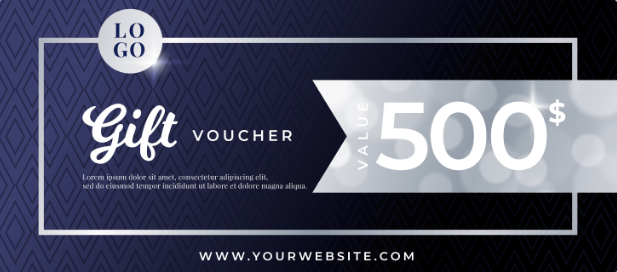 LO
GO
Gift VOUCHER
Lorem ipsum dolor sit amet, consectetur adipiscing elit,
sed do eiusmod tempor incididunt ut labore et dolore magna aliqua.
VALUE 500$
WWW.YOURWEBSITE.COM